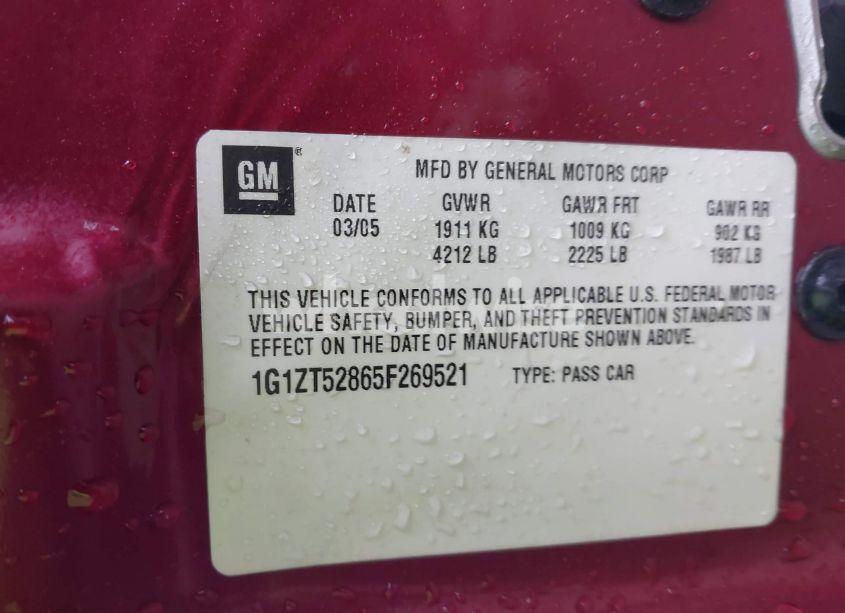 GM ®
MFD BY GENERAL MOTORS CORP
DATE GVWR GAWR FRT GAWR RR
03/05 1911 KG 1009 KG 902 KG
4212 LB 2225 LB 1987 LB
THIS VEHICLE CONFORMS TO ALL APPLICABLE U.S. FEDERAL MOTOR
VEHICLE SAFETY, BUMPER, AND THEFT PREVENTION STANDARDS IN
EFFECT ON THE DATE OF MANUFACTURE SHOWN ABOVE.
1G1ZT52865F269521 TYPE: PASS CAR